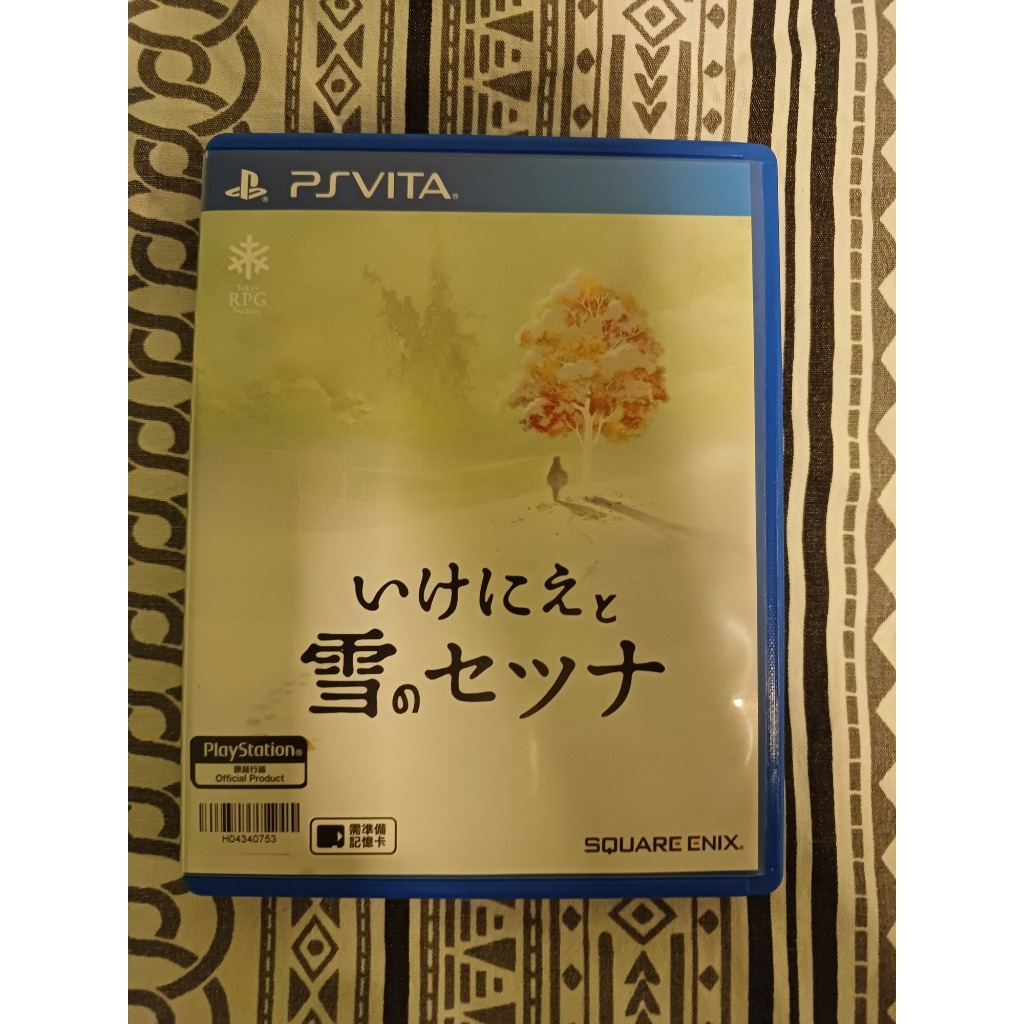 PSVITA®
Tokyo
RPG
Factory
いけにえと
雪のセツナ
PlayStation®
原裝行貨
Official Product
H04340753
需準備
記憶卡
SQUARE ENIX®